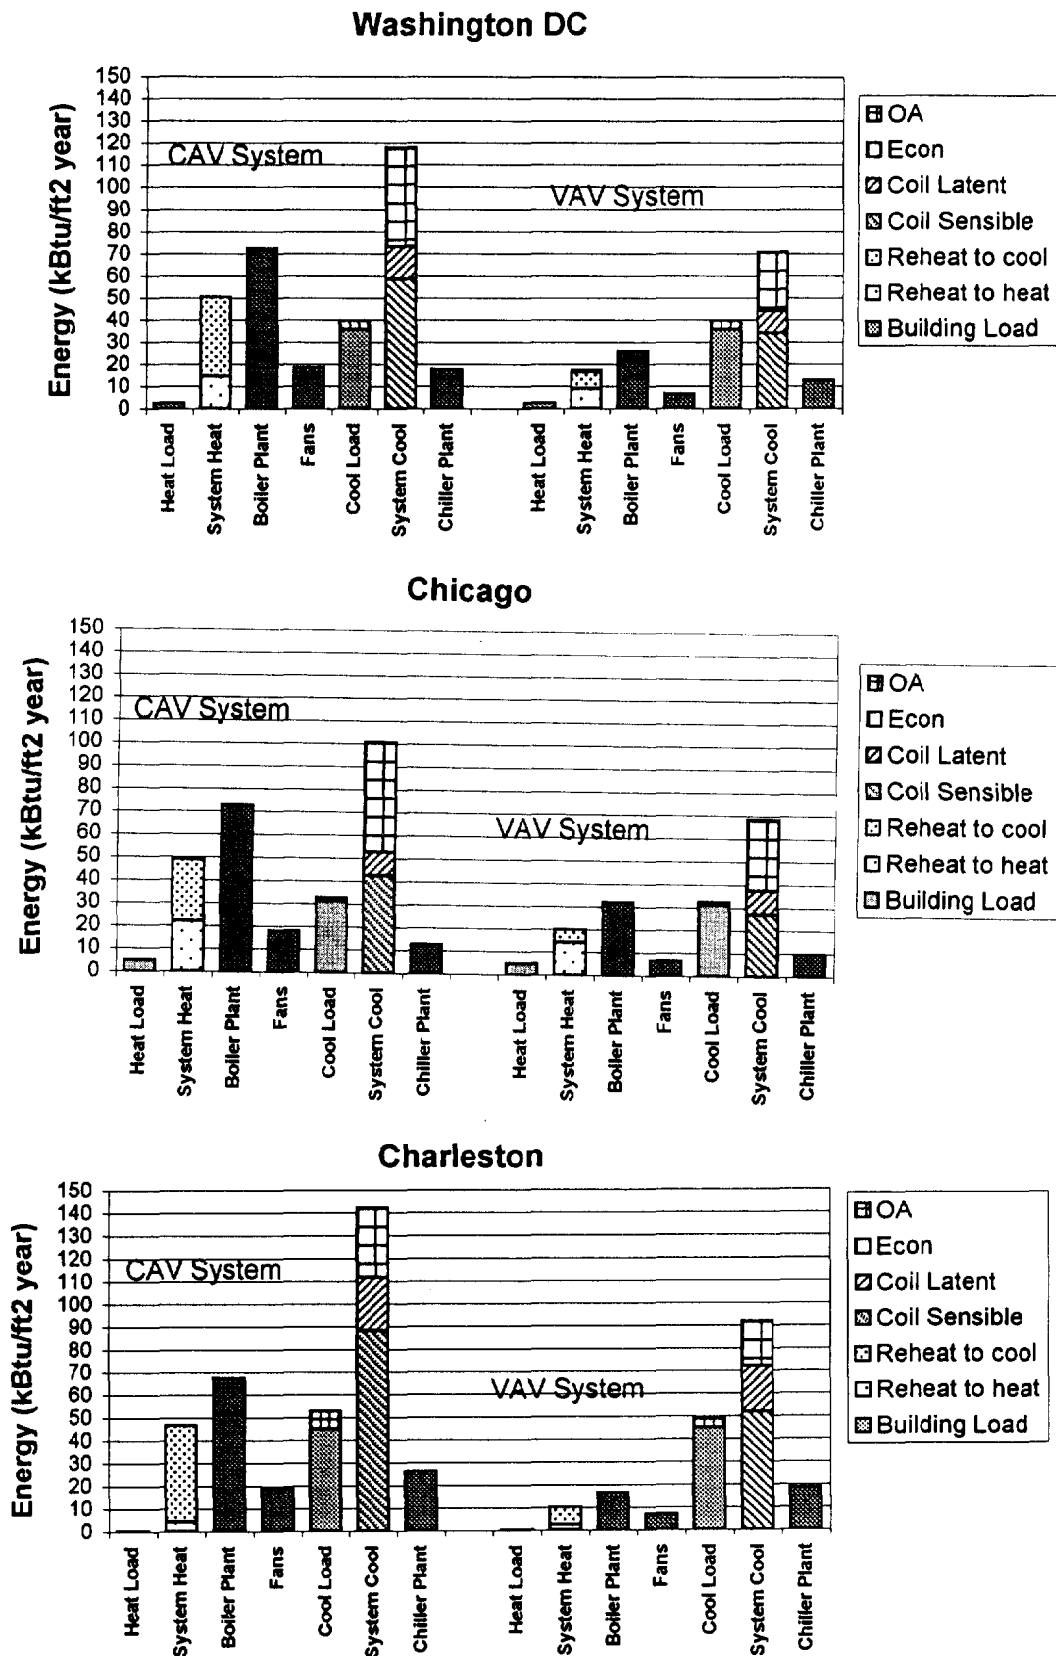 Washington DC
Energy (kBtu/ft2 year)
150
140
130
120
110
100
90
80
70
60
50
40
30
20
10
0
CAV System
VAV System
Heat Load
System Heat
Boiler Plant
Fans
Cool Load
System Cool
Chiller Plant
Heat Load
System Heat
Boiler Plant
Fans
Cool Load
System Cool
Chiller Plant
OA
Econ
Coil Latent
Coil Sensible
Reheat to cool
Reheat to heat
Building Load
Chicago
Energy (kBtu/ft2 year)
150
140
130
120
110
100
90
80
70
60
50
40
30
20
10
0
CAV System
VAV System
Heat Load
System Heat
Boiler Plant
Fans
Cool Load
System Cool
Chiller Plant
Heat Load
System Heat
Boiler Plant
Fans
Cool Load
System Cool
Chiller Plant
OA
Econ
Coil Latent
Coil Sensible
Reheat to cool
Reheat to heat
Building Load
Charleston
Energy (kBtu/ft2 year)
150
140
130
120
110
100
90
80
70
60
50
40
30
20
10
0
CAV System
VAV System
Heat Load
System Heat
Boiler Plant
Fans
Cool Load
System Cool
Chiller Plant
Heat Load
System Heat
Boiler Plant
Fans
Cool Load
System Cool
Chiller Plant
OA
Econ
Coil Latent
Coil Sensible
Reheat to cool
Reheat to heat
Building Load